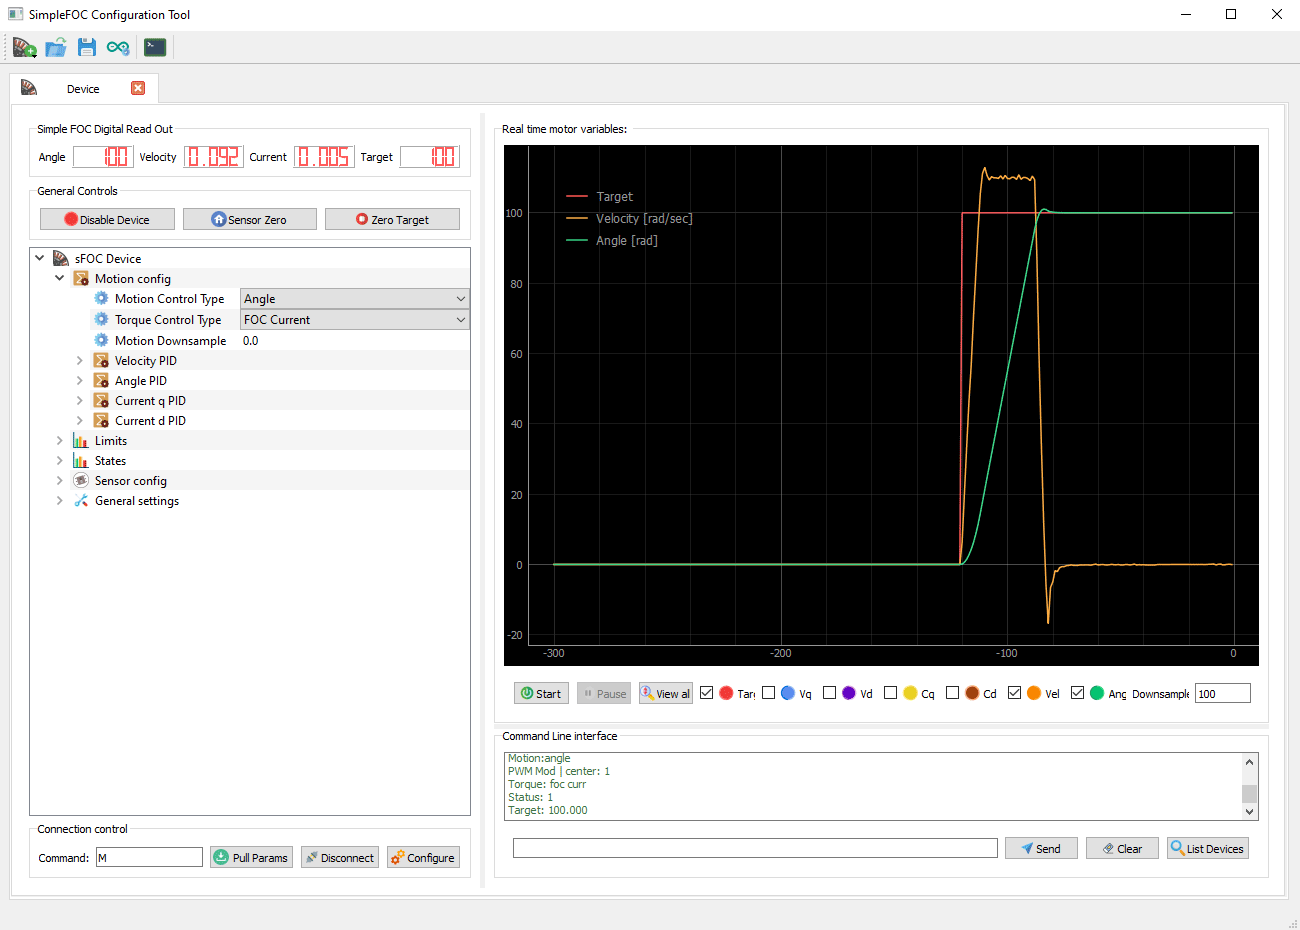 SimpleFOC Configuration Tool
Device
Simple FOC Digital Read Out
Angle 100 Velocity 0.092 Current 0.005 Target 100
General Controls
Disable Device Sensor Zero Zero Target
sFOC Device
Motion config
Motion Control Type Angle
Torque Control Type FOC Current
Motion Downsample 0.0
Velocity PID
Angle PID
Current q PID
Current d PID
Limits
States
Sensor config
General settings
Connection control
Command: M Pull Params Disconnect Configure
Real time motor variables:
Target
Velocity [rad/sec]
Angle [rad]
100
80
60
40
20
0
-20
-300 -200 -100 0
Start Pause View al Tar Vq Vd Cq Cd Vel Ang Downsample 100
Command Line interface
Motion:angle
PWM Mod | center: 1
Torque: foc curr
Status: 1
Target: 100.000
Send Clear List Devices